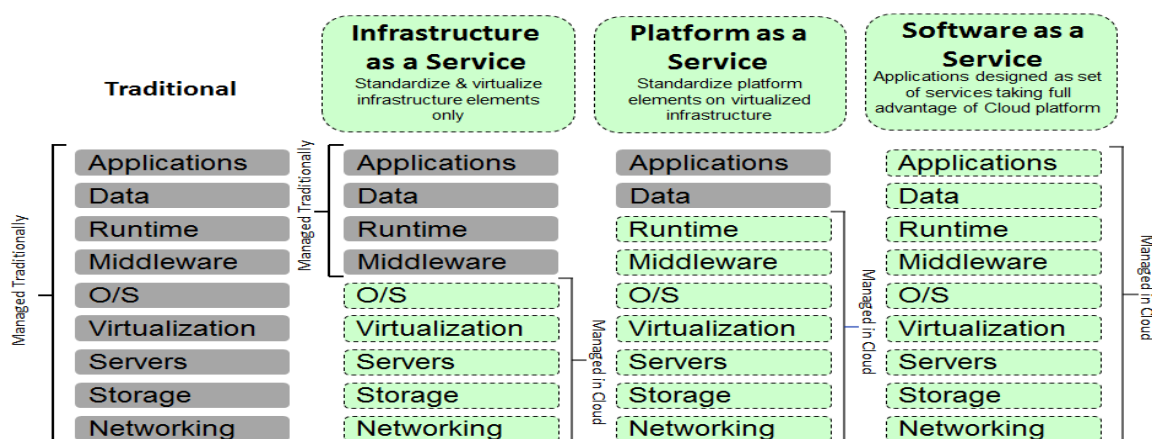 Traditional
Managed Traditionally
Applications
Data
Runtime
Middleware
O/S
Virtualization
Servers
Storage
Networking
Infrastructure
as a Service
Standardize & virtualize
infrastructure elements
only
Managed Traditionally
Applications
Data
Runtime
Middleware
O/S
Virtualization
Servers
Storage
Networking
Managed in Cloud
Platform as a
Service
Standardize platform
elements on virtualized
infrastructure
Applications
Data
Runtime
Middleware
O/S
Virtualization
Servers
Storage
Networking
Managed in Cloud
Software as a
Service
Applications designed as set
of services taking full
advantage of Cloud platform
Applications
Data
Runtime
Middleware
O/S
Virtualization
Servers
Storage
Networking
Managed in Cloud